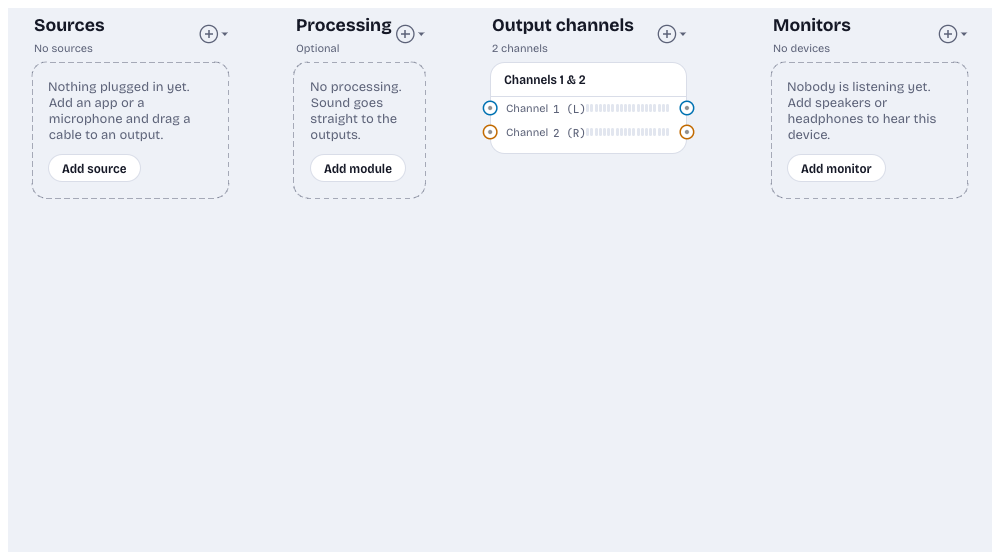 Sources
No sources
Nothing plugged in yet.
Add an app or a
microphone and drag a
cable to an output.
Add source
Processing
Optional
No processing.
Sound goes
straight to the
outputs.
Add module
Output channels
2 channels
Channels 1 & 2
Channel 1 (L)
Channel 2 (R)
Monitors
No devices
Nobody is listening yet.
Add speakers or
headphones to hear this
device.
Add monitor